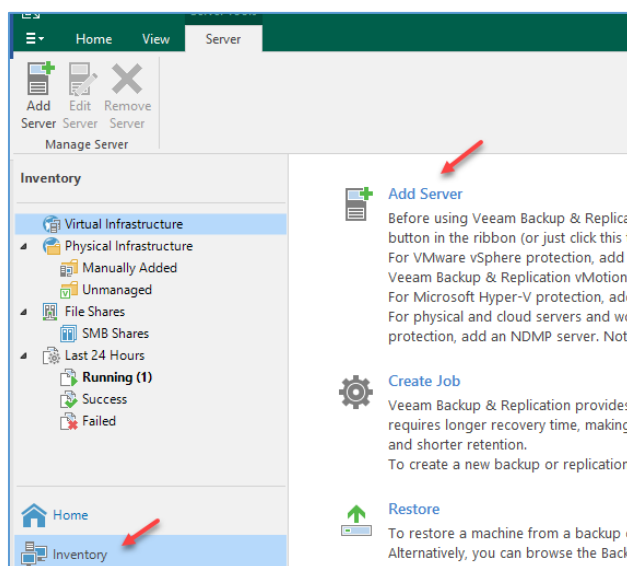 Home View Server
Add Server
Edit Server
Remove Server
Manage Server
Inventory
Virtual Infrastructure
Physical Infrastructure
Manually Added
Unmanaged
File Shares
SMB Shares
Last 24 Hours
Running (1)
Success
Failed
Home
Inventory
Add Server
Before using Veeam Backup &
button in the ribbon (or just click this
For VMware vSphere protection, add
Veeam Backup & Replication vMotion
For Microsoft Hyper-V protection,
For physical and cloud servers and
protection, add an NDMP server.
Create Job
Veeam Backup & Replication provides
requires longer recovery time, making
and shorter retention.
To create a new backup or replication
Restore
To restore a machine from a backup
Alternatively, you can browse the